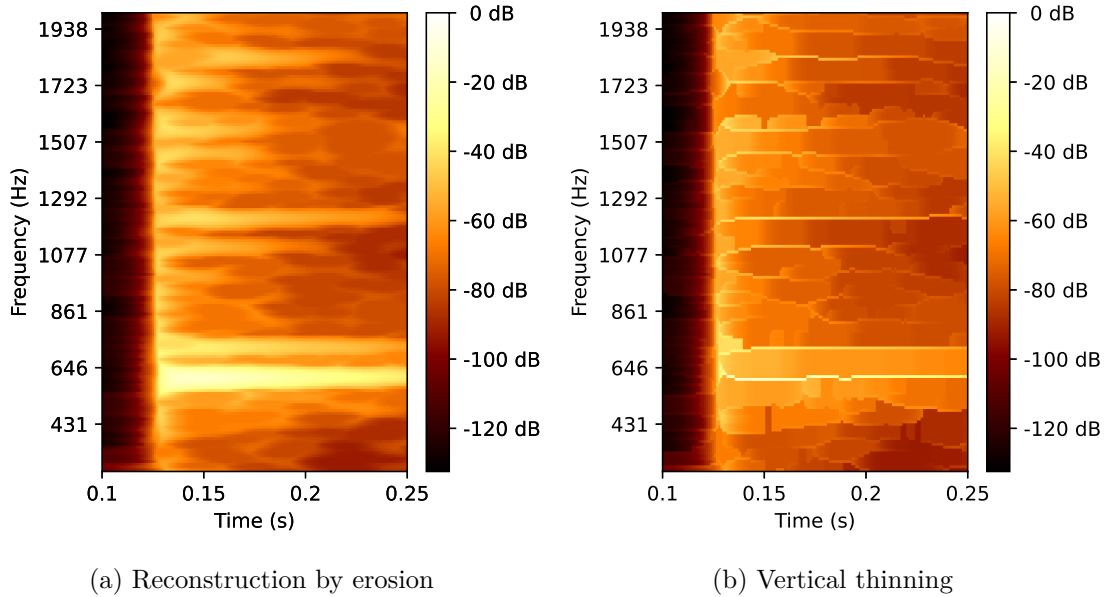 1938
1723
1507
1292
1077
861
646
431
Frequency (Hz)
0.1
0.15
0.2
0.25
Time (s)
0 dB
-20 dB
-40 dB
-60 dB
-80 dB
-100 dB
-120 dB
(a) Reconstruction by erosion
1938
1723
1507
1292
1077
861
646
431
Frequency (Hz)
0.1
0.15
0.2
0.25
Time (s)
0 dB
-20 dB
-40 dB
-60 dB
-80 dB
-100 dB
-120 dB
(b) Vertical thinning